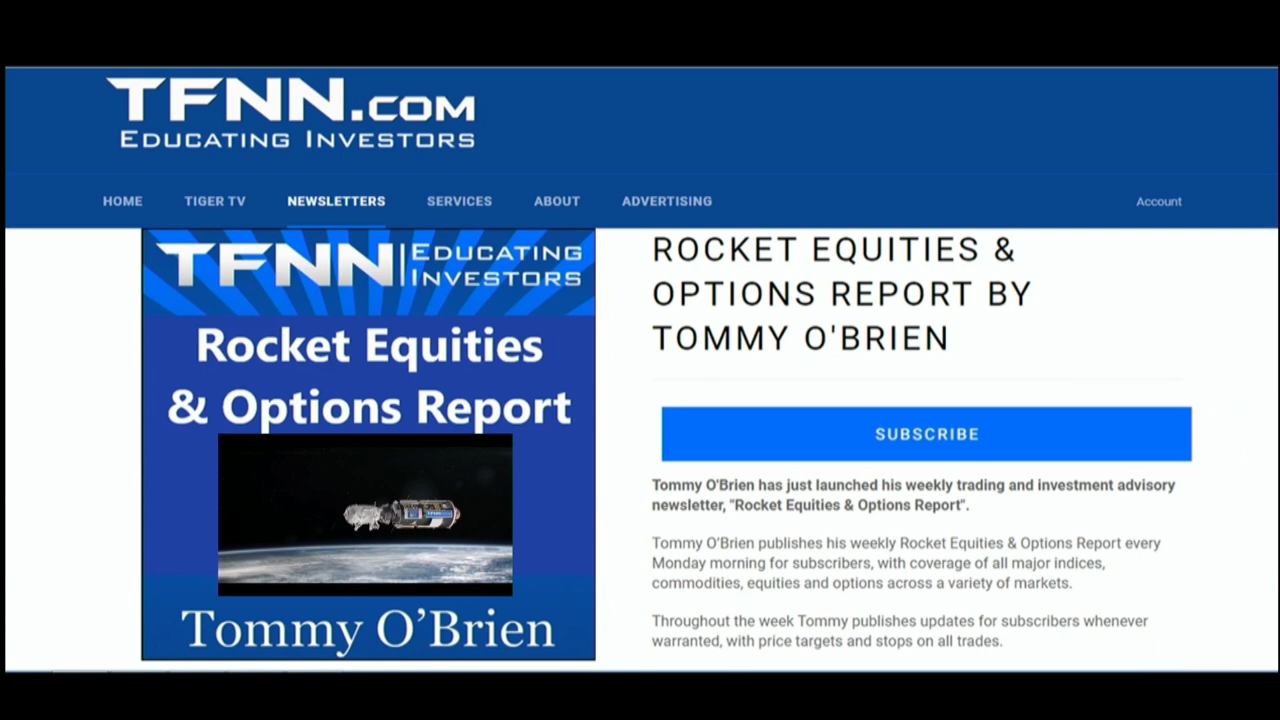 TFNN.COM
EDUCATING INVESTORS
HOME TIGER TV NEWSLETTERS SERVICES ABOUT ADVERTISING Account
TFNN EDUCATING
INVESTORS
Rocket Equities
& Options Report
Tommy O'Brien
ROCKET EQUITIES &
OPTIONS REPORT BY
TOMMY O'BRIEN
SUBSCRIBE
Tommy O'Brien has just launched his weekly trading and investment advisory
newsletter, "Rocket Equities & Options Report".
Tommy O'Brien publishes his weekly Rocket Equities & Options Report every
Monday morning for subscribers, with coverage of all major indices,
commodities, equities and options across a variety of markets.
Throughout the week Tommy publishes updates for subscribers whenever
warranted, with price targets and stops on all trades.